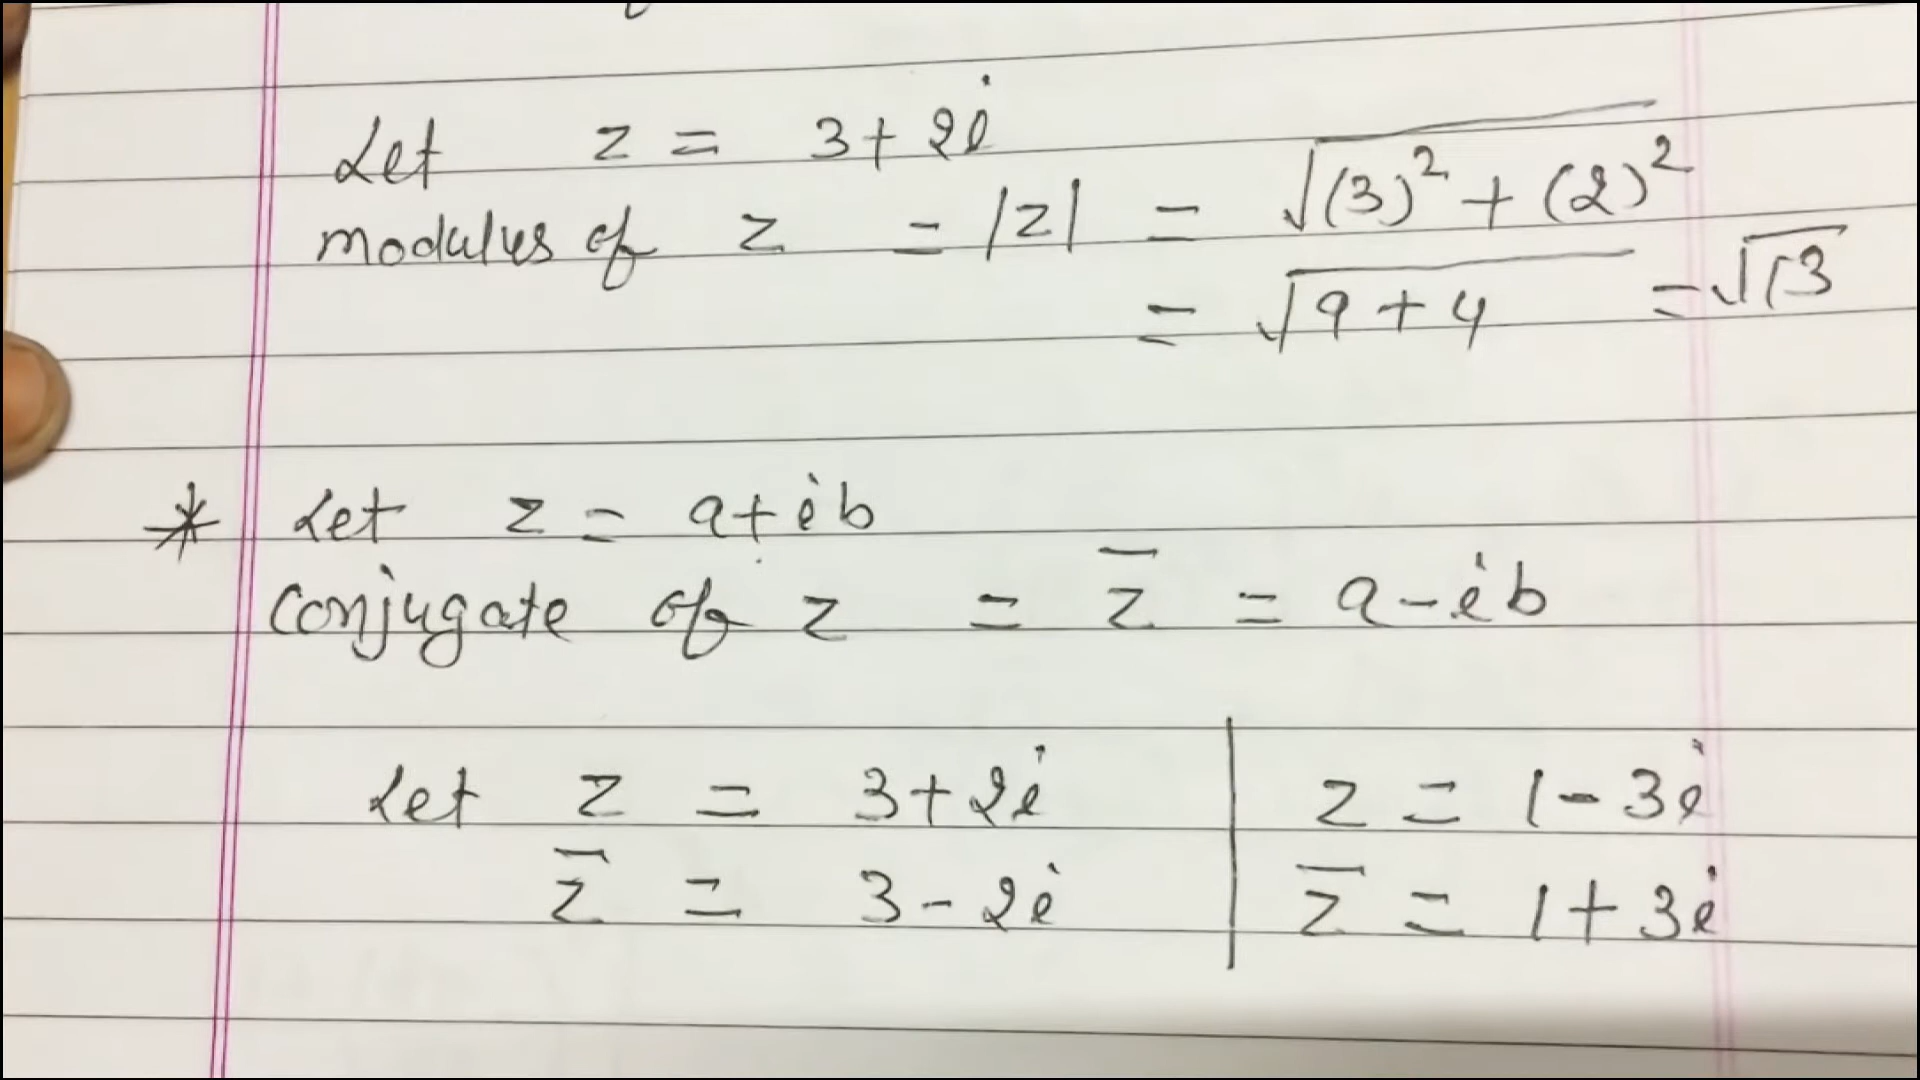 Let z = 3+2i
modulus of z = |z| = √(3)² + (2)²
= √9+4 = √13
* Let z = a+ib
conjugate of z = z̅ = a-ib
Let z = 3+2i | z = 1-3i
z̅ = 3-2i | z̅ = 1+3i